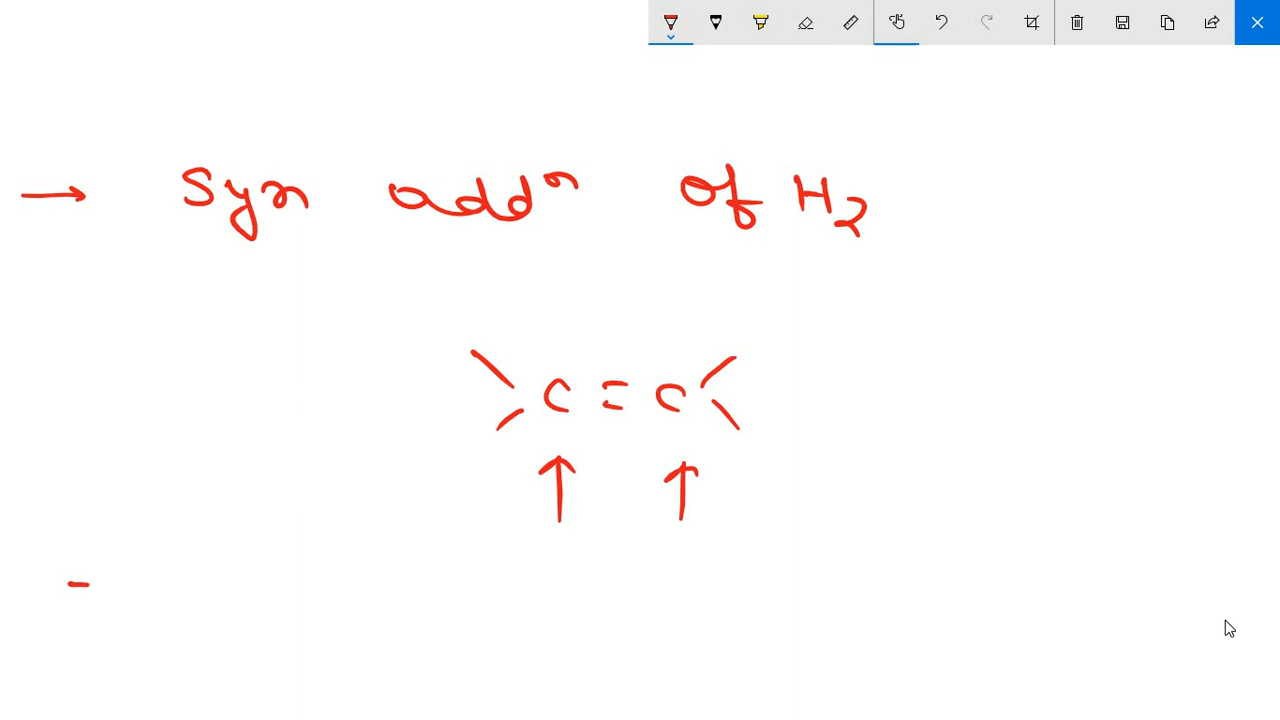 → Syn addⁿ of H₂
C = C